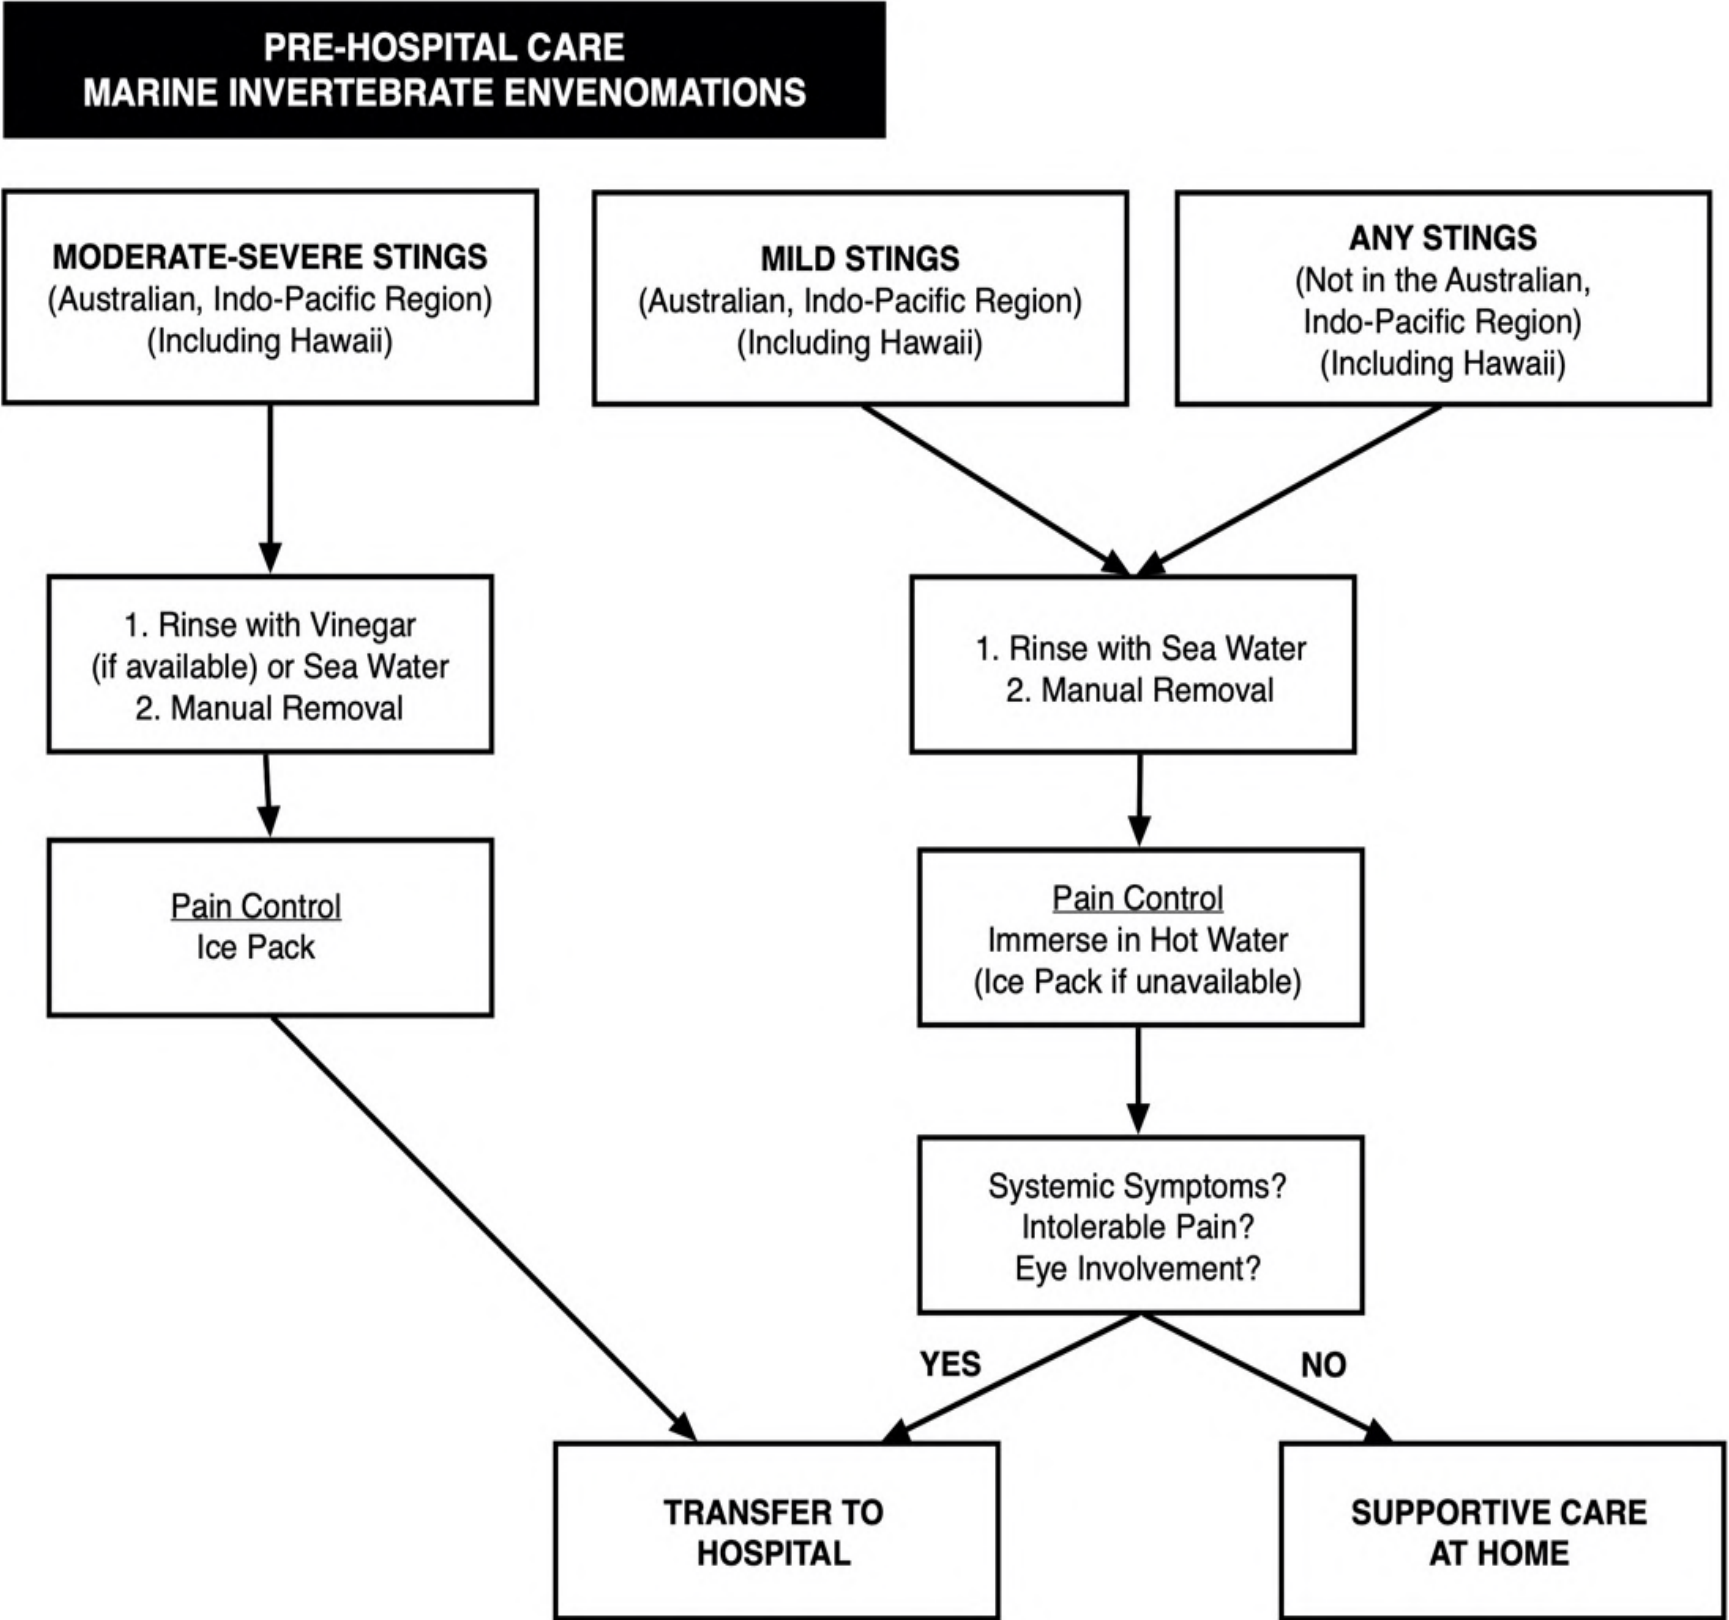 PRE-HOSPITAL CARE
MARINE INVERTEBRATE ENVENOMATIONS
MODERATE-SEVERE STINGS
(Australian, Indo-Pacific Region)
(Including Hawaii)
MILD STINGS
(Australian, Indo-Pacific Region)
(Including Hawaii)
ANY STINGS
(Not in the Australian,
Indo-Pacific Region)
(Including Hawaii)
1. Rinse with Vinegar
(if available) or Sea Water
2. Manual Removal
1. Rinse with Sea Water
2. Manual Removal
Pain Control
Ice Pack
Pain Control
Immerse in Hot Water
(Ice Pack if unavailable)
Systemic Symptoms?
Intolerable Pain?
Eye Involvement?
YES
NO
TRANSFER TO
HOSPITAL
SUPPORTIVE CARE
AT HOME